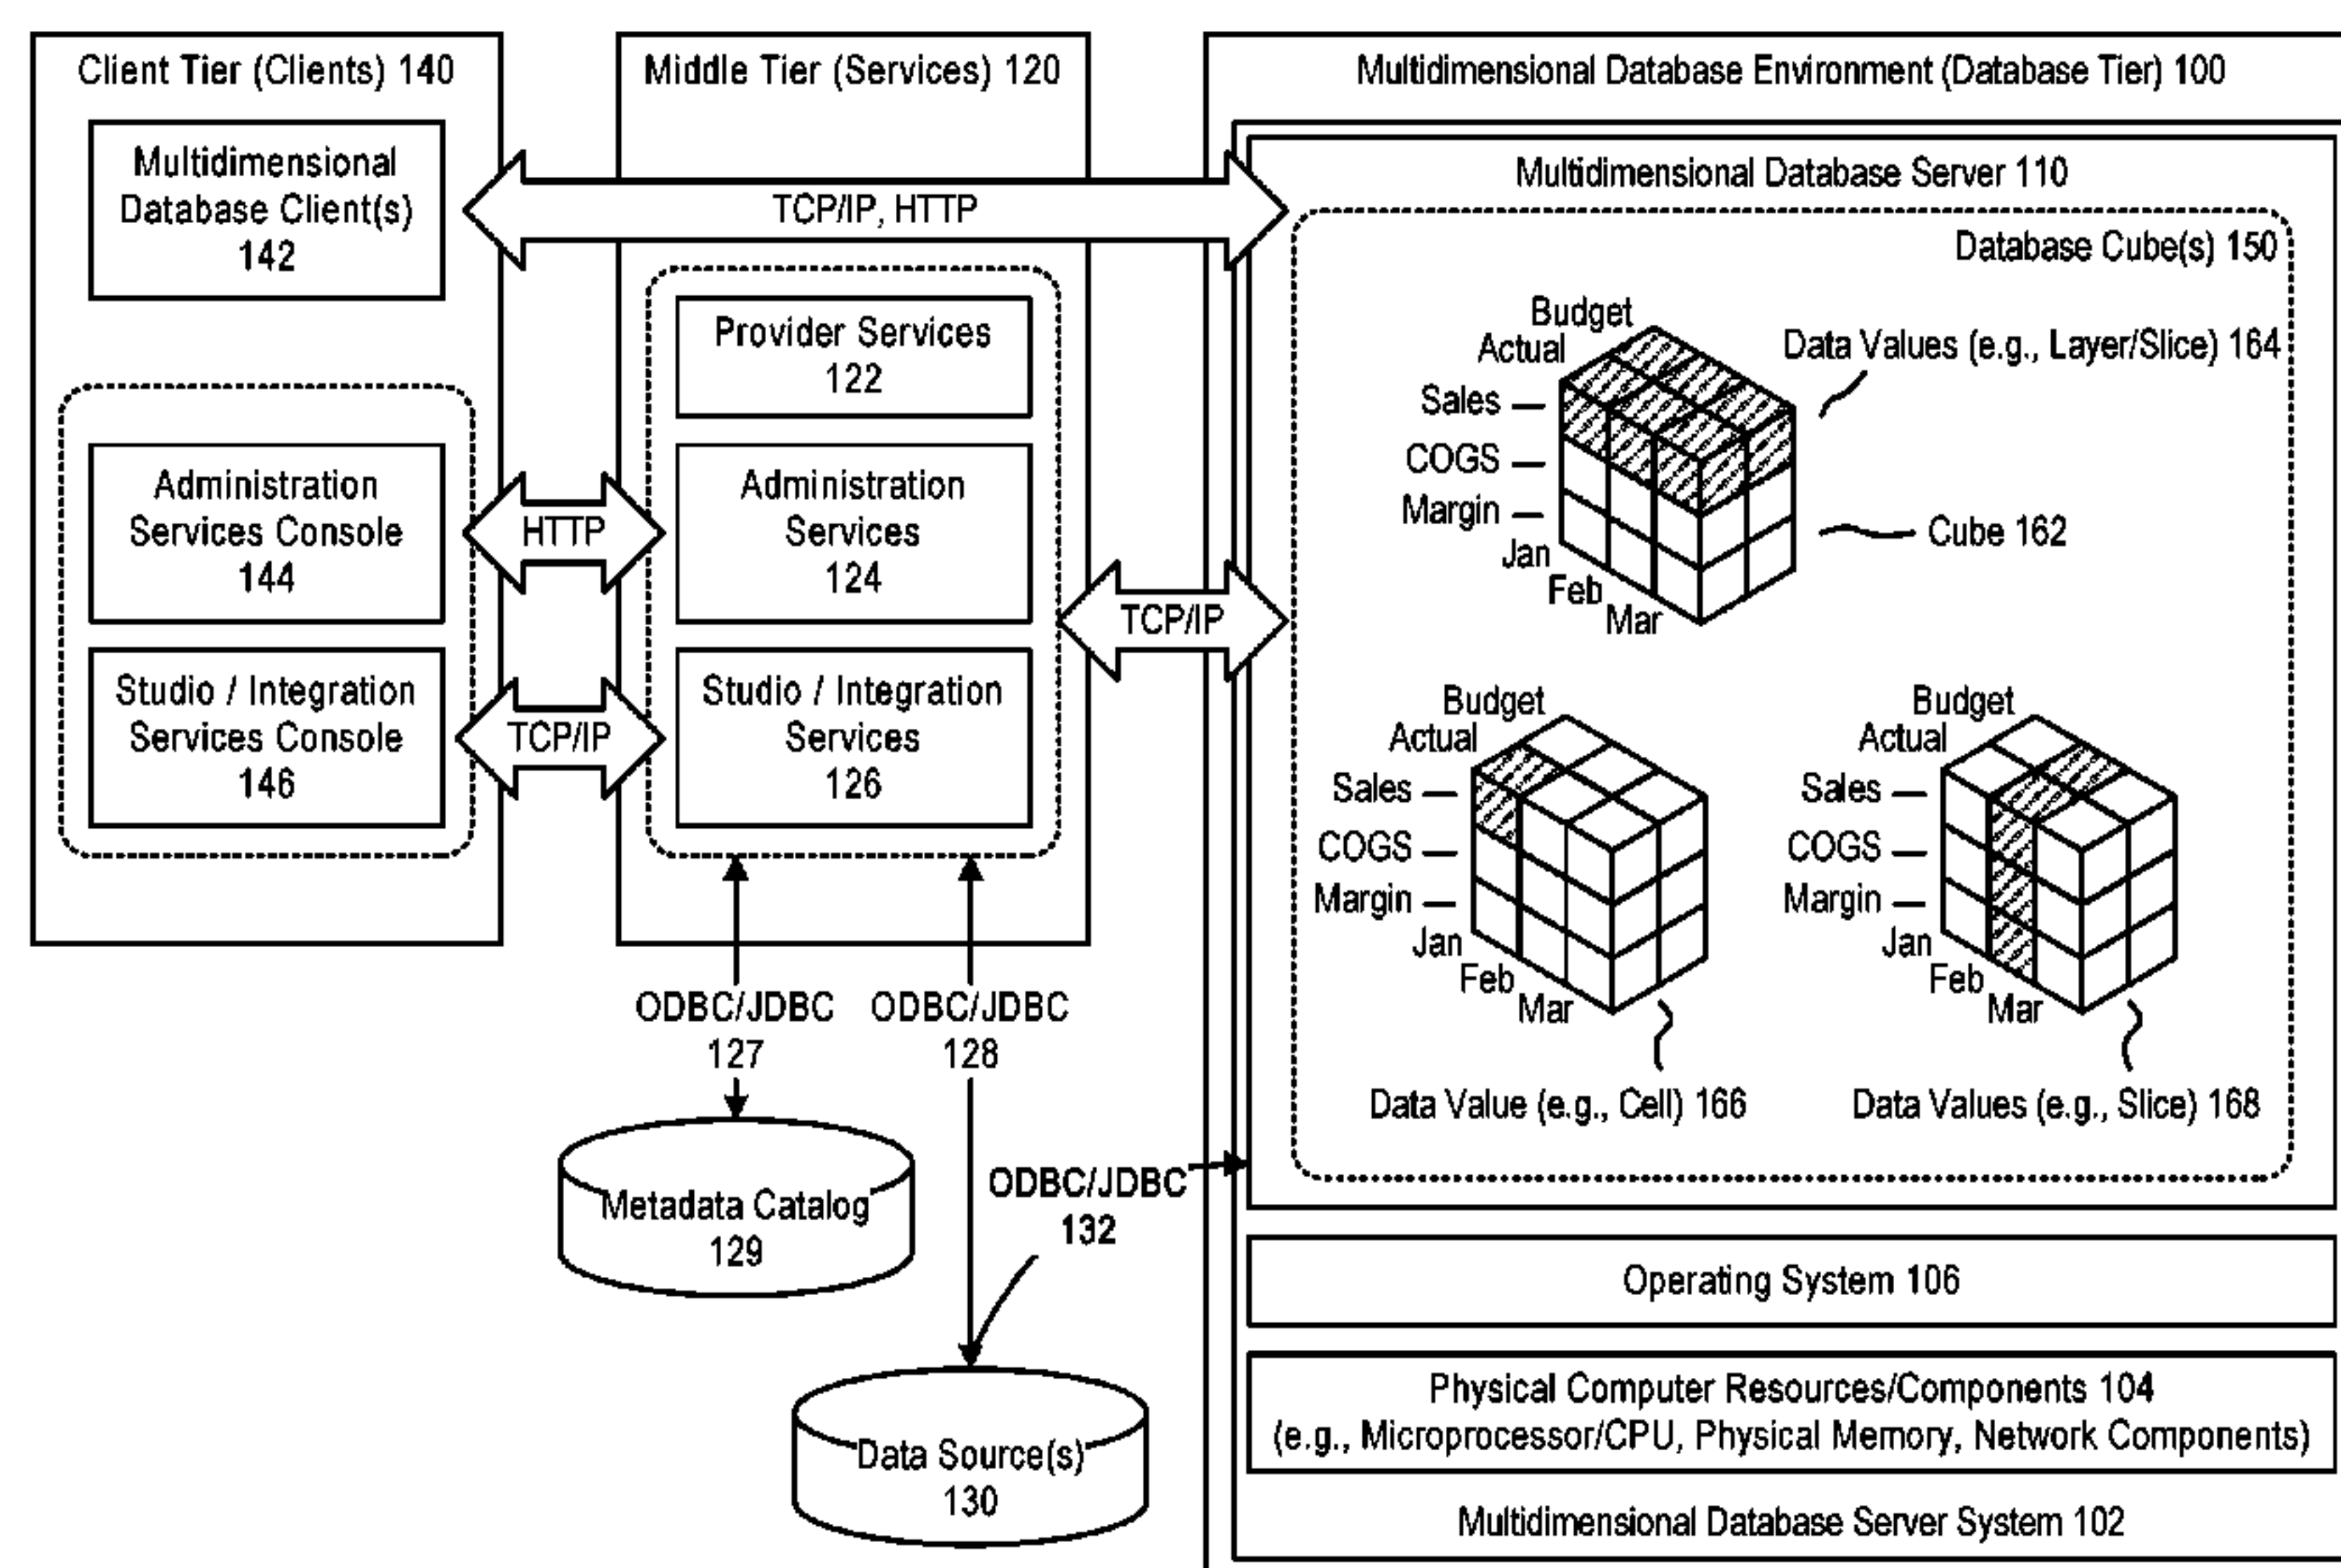 Client Tier (Clients) 140
Multidimensional
Database Client(s)
142
Administration
Services Console
144
Studio / Integration
Services Console
146
Middle Tier (Services) 120
TCP/IP, HTTP
Provider Services
122
HTTP
Administration
Services
124
TCP/IP
Studio / Integration
Services
126
TCP/IP
ODBC/JDBC
127
ODBC/JDBC
128
Metadata Catalog
129
ODBC/JDBC
132
Data Source(s)
130
Multidimensional Database Environment (Database Tier) 100
Multidimensional Database Server 110
Database Cube(s) 150
Budget
Actual
Sales
COGS
Margin
Jan
Feb
Mar
Data Values (e.g., Layer/Slice) 164
Cube 162
Budget
Actual
Sales
COGS
Margin
Jan
Feb
Mar
Data Value (e.g., Cell) 166
Budget
Actual
Sales
COGS
Margin
Jan
Feb
Mar
Data Values (e.g., Slice) 168
Operating System 106
Physical Computer Resources/Components 104
(e.g., Microprocessor/CPU, Physical Memory, Network Components)
Multidimensional Database Server System 102